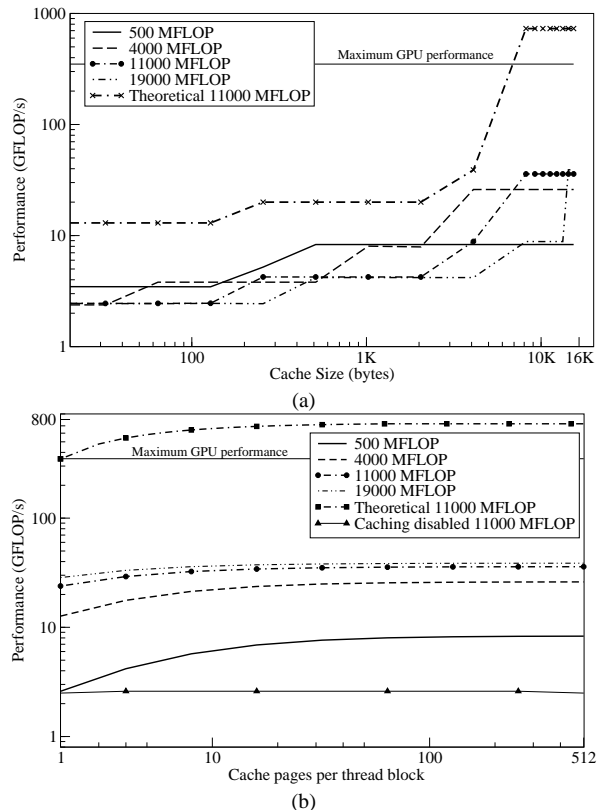 1000
100
10
1
Performance (GFLOP/s)
500 MFLOP
4000 MFLOP
11000 MFLOP
19000 MFLOP
Theoretical 11000 MFLOP
Maximum GPU performance
100 1K 10K 16K
Cache Size (bytes)
(a)
800
100
10
1
Performance (GFLOP/s)
Maximum GPU performance
500 MFLOP
4000 MFLOP
11000 MFLOP
19000 MFLOP
Theoretical 11000 MFLOP
Caching disabled 11000 MFLOP
1 10 100 512
Cache pages per thread block
(b)